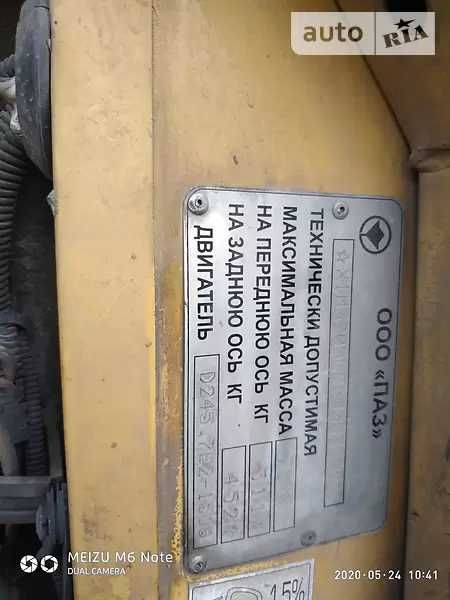 auto RIA
ООО «ПАЗ»
ТЕХНИЧЕСКИ ДОПУСТИМАЯ
МАКСИМАЛЬНАЯ МАССА
НА ПЕРЕДНЮЮ ОСЬ КГ
НА ЗАДНЮЮ ОСЬ КГ
ДВИГАТЕЛЬ
15%
MEIZU M6 Note
DUAL CAMERA
2020-05-24 10:41